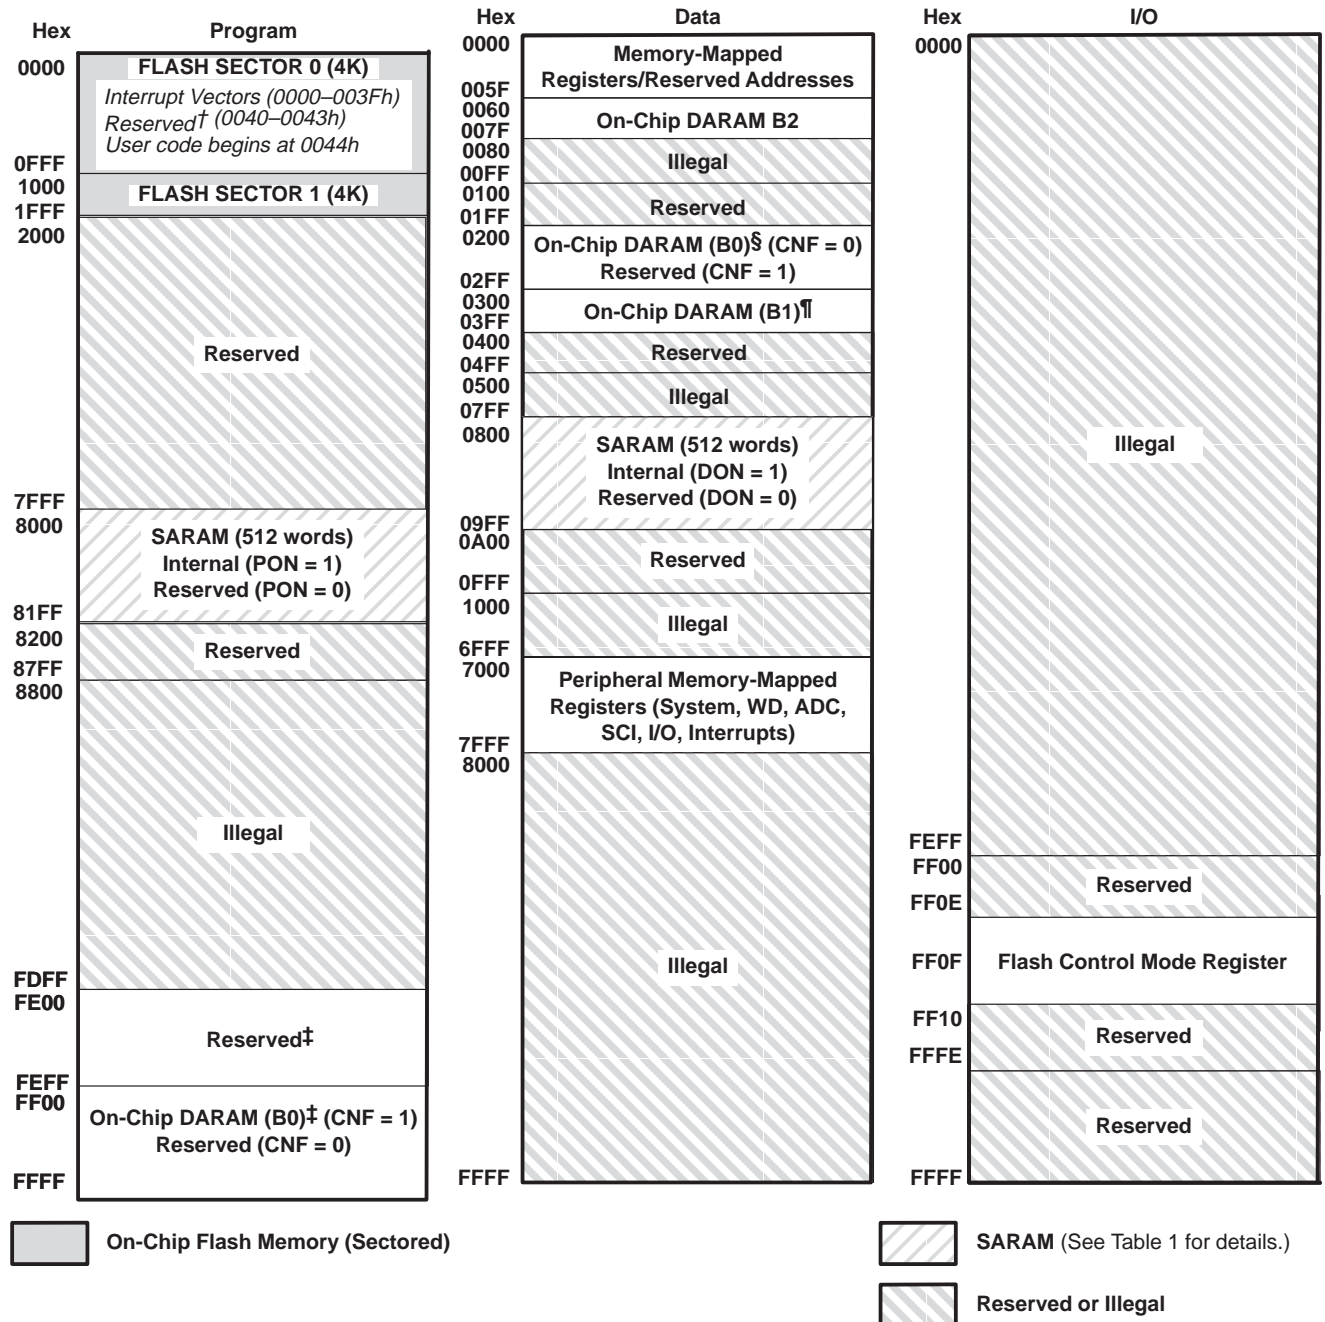 Hex Program
0000
FLASH SECTOR 0 (4K)
Interrupt Vectors (0000–003Fh)
Reserved† (0040–0043h)
User code begins at 0044h
0FFF
1000
FLASH SECTOR 1 (4K)
1FFF
2000
Reserved
7FFF
8000
SARAM (512 words)
Internal (PON = 1)
Reserved (PON = 0)
81FF
8200
Reserved
87FF
8800
Illegal
FDFF
FE00
Reserved‡
FEFF
FF00
On-Chip DARAM (B0)‡ (CNF = 1)
Reserved (CNF = 0)
FFFF
Hex Data
0000
Memory-Mapped
Registers/Reserved Addresses
005F
0060
On-Chip DARAM B2
007F
0080
Illegal
00FF
0100
Reserved
01FF
0200
On-Chip DARAM (B0)§ (CNF = 0)
Reserved (CNF = 1)
02FF
0300
On-Chip DARAM (B1)¶
03FF
0400
Reserved
04FF
0500
Illegal
07FF
0800
SARAM (512 words)
Internal (DON = 1)
Reserved (DON = 0)
09FF
0A00
Reserved
0FFF
1000
Illegal
6FFF
7000
Peripheral Memory-Mapped
Registers (System, WD, ADC,
SCI, I/O, Interrupts)
7FFF
8000
Illegal
FFFF
Hex I/O
0000
Illegal
FEFF
FF00
Reserved
FF0E
FF0F Flash Control Mode Register
FF10
Reserved
FFFE
Reserved
FFFF
On-Chip Flash Memory (Sectored)
SARAM (See Table 1 for details.)
Reserved or Illegal